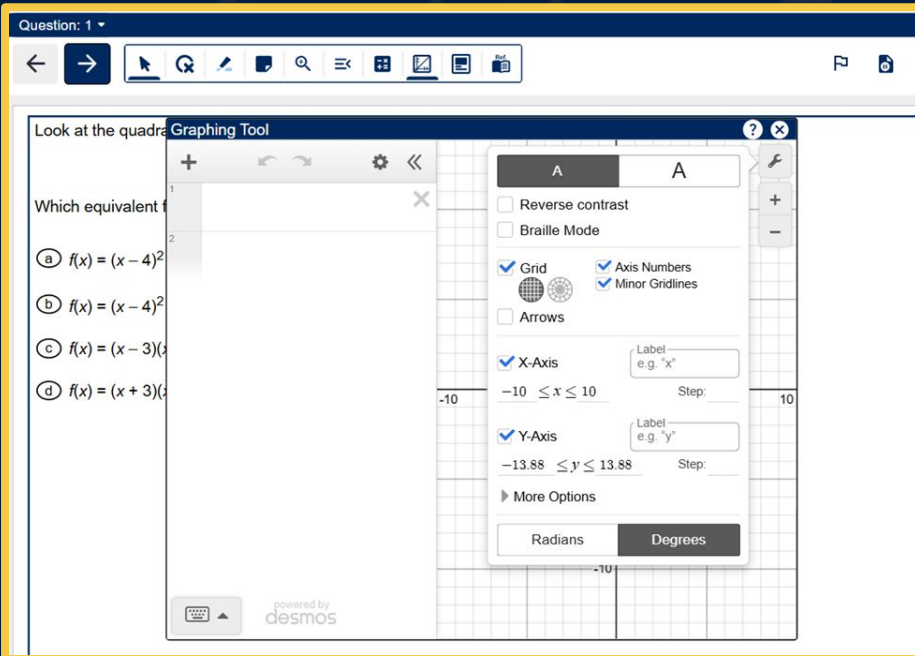 Question: 1
Ref.
Look at the quadra
Graphing Tool
?
A A
1
Reverse contrast
Which equivalent f
Braille Mode
2
a f(x) = (x – 4)2
Grid
Axis Numbers
Minor Gridlines
b f(x) = (x – 4)2
Arrows
c f(x) = (x – 3)(x
X-Axis
Label
e.g. "x"
d f(x) = (x + 3)(x
−10 ≤ x ≤ 10 Step:
-10
10
Y-Axis
Label
e.g. "y"
−13.88 ≤ y ≤ 13.88 Step:
More Options
Radians Degrees
-10
powered by
desmos